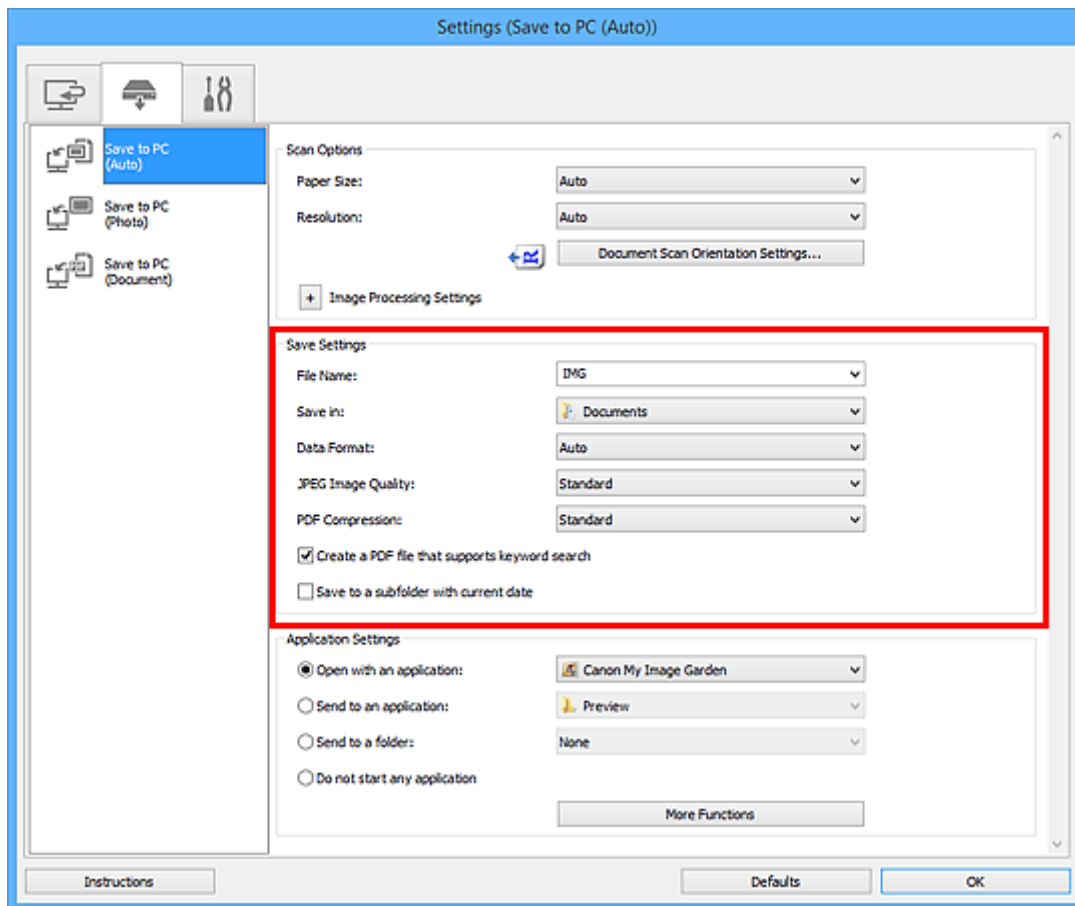 Settings (Save to PC (Auto))
Save to PC
(Auto)
Save to PC
(Photo)
Save to PC
(Document)
Scan Options
Paper Size: Auto
Resolution: Auto
Document Scan Orientation Settings...
+ Image Processing Settings
Save Settings
File Name: IMG
Save in: Documents
Data Format: Auto
JPEG Image Quality: Standard
PDF Compression: Standard
Create a PDF file that supports keyword search
Save to a subfolder with current date
Application Settings
Open with an application: Canon My Image Garden
Send to an application: Preview
Send to a folder: None
Do not start any application
More Functions
Instructions Defaults OK